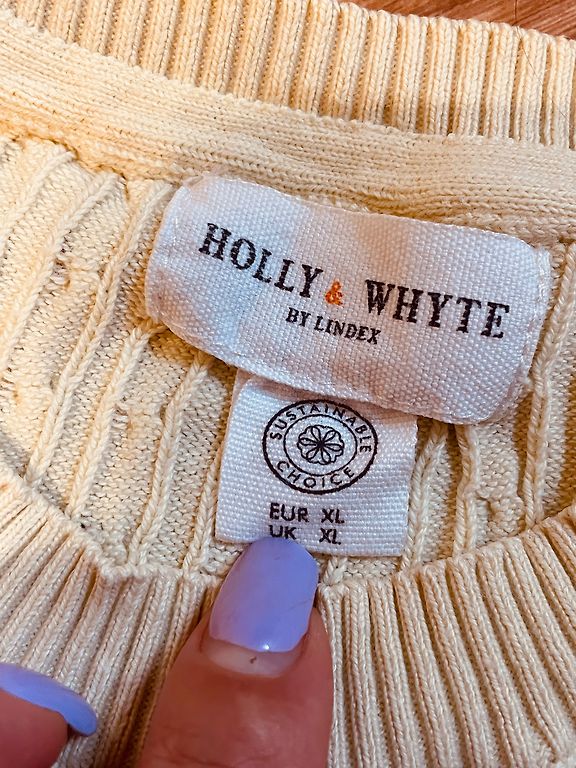 HOLLY & WHYTE
BY LINDEX
SUSTAINABLE
CHOICE
EUR XL
UK XL